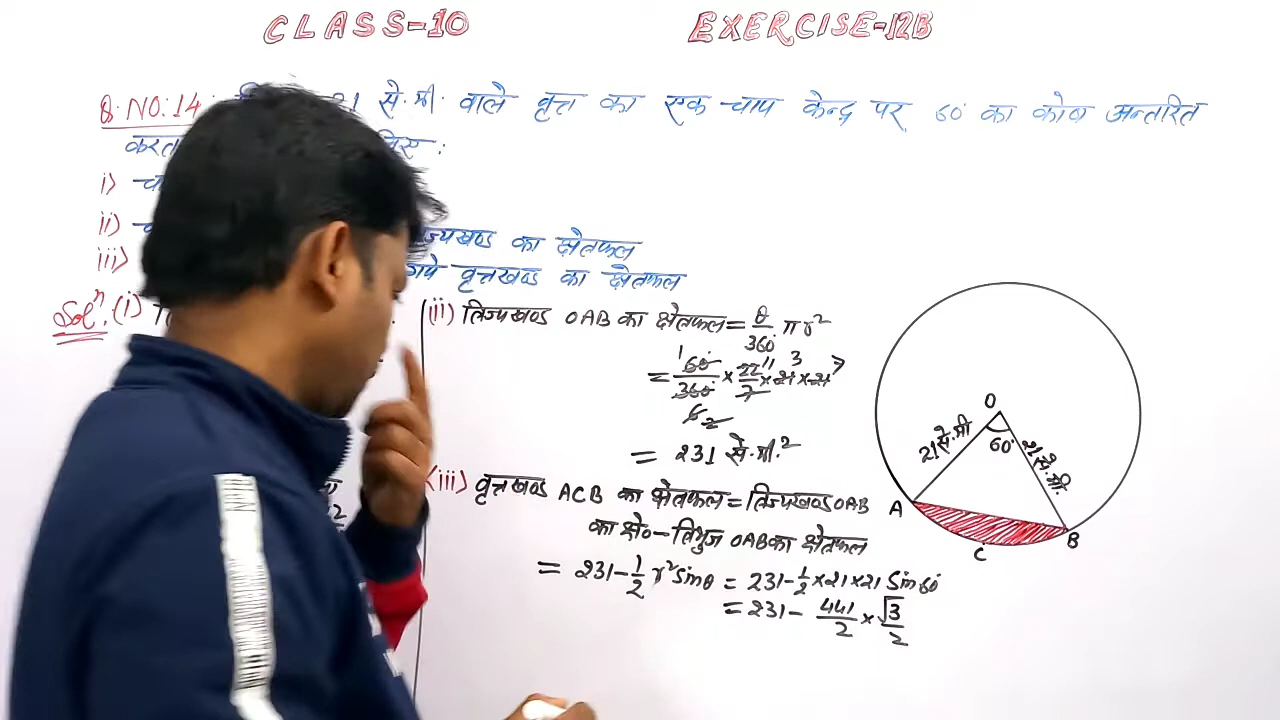 CLASS-10 EXERCISE-12B
Q.NO.14: 21 से.मी. वाले वृत्त का एक चाप केन्द्र पर 60° का कोण अन्तरित
करता
i)
ii) त्रिज्यखण्ड का क्षेत्रफल
iii) वृत्तखण्ड का क्षेत्रफल
Solⁿ. (i)
(ii) त्रिज्यखण्ड OAB का क्षेत्रफल = θ/360° πr²
= 60°/360° × 22/7 × 21 × 21
= 231 से.मी.²
(iii) वृत्तखण्ड ACB का क्षेत्रफल = त्रिज्यखण्ड OAB
का क्षे० - त्रिभुज OAB का क्षेत्रफल
= 231 - 1/2 r² sinθ = 231 - 1/2 × 21 × 21 Sin 60°
= 231 - 441/2 × √3/2
O
21 से.मी
60°
21 से.मी.
A
B
C